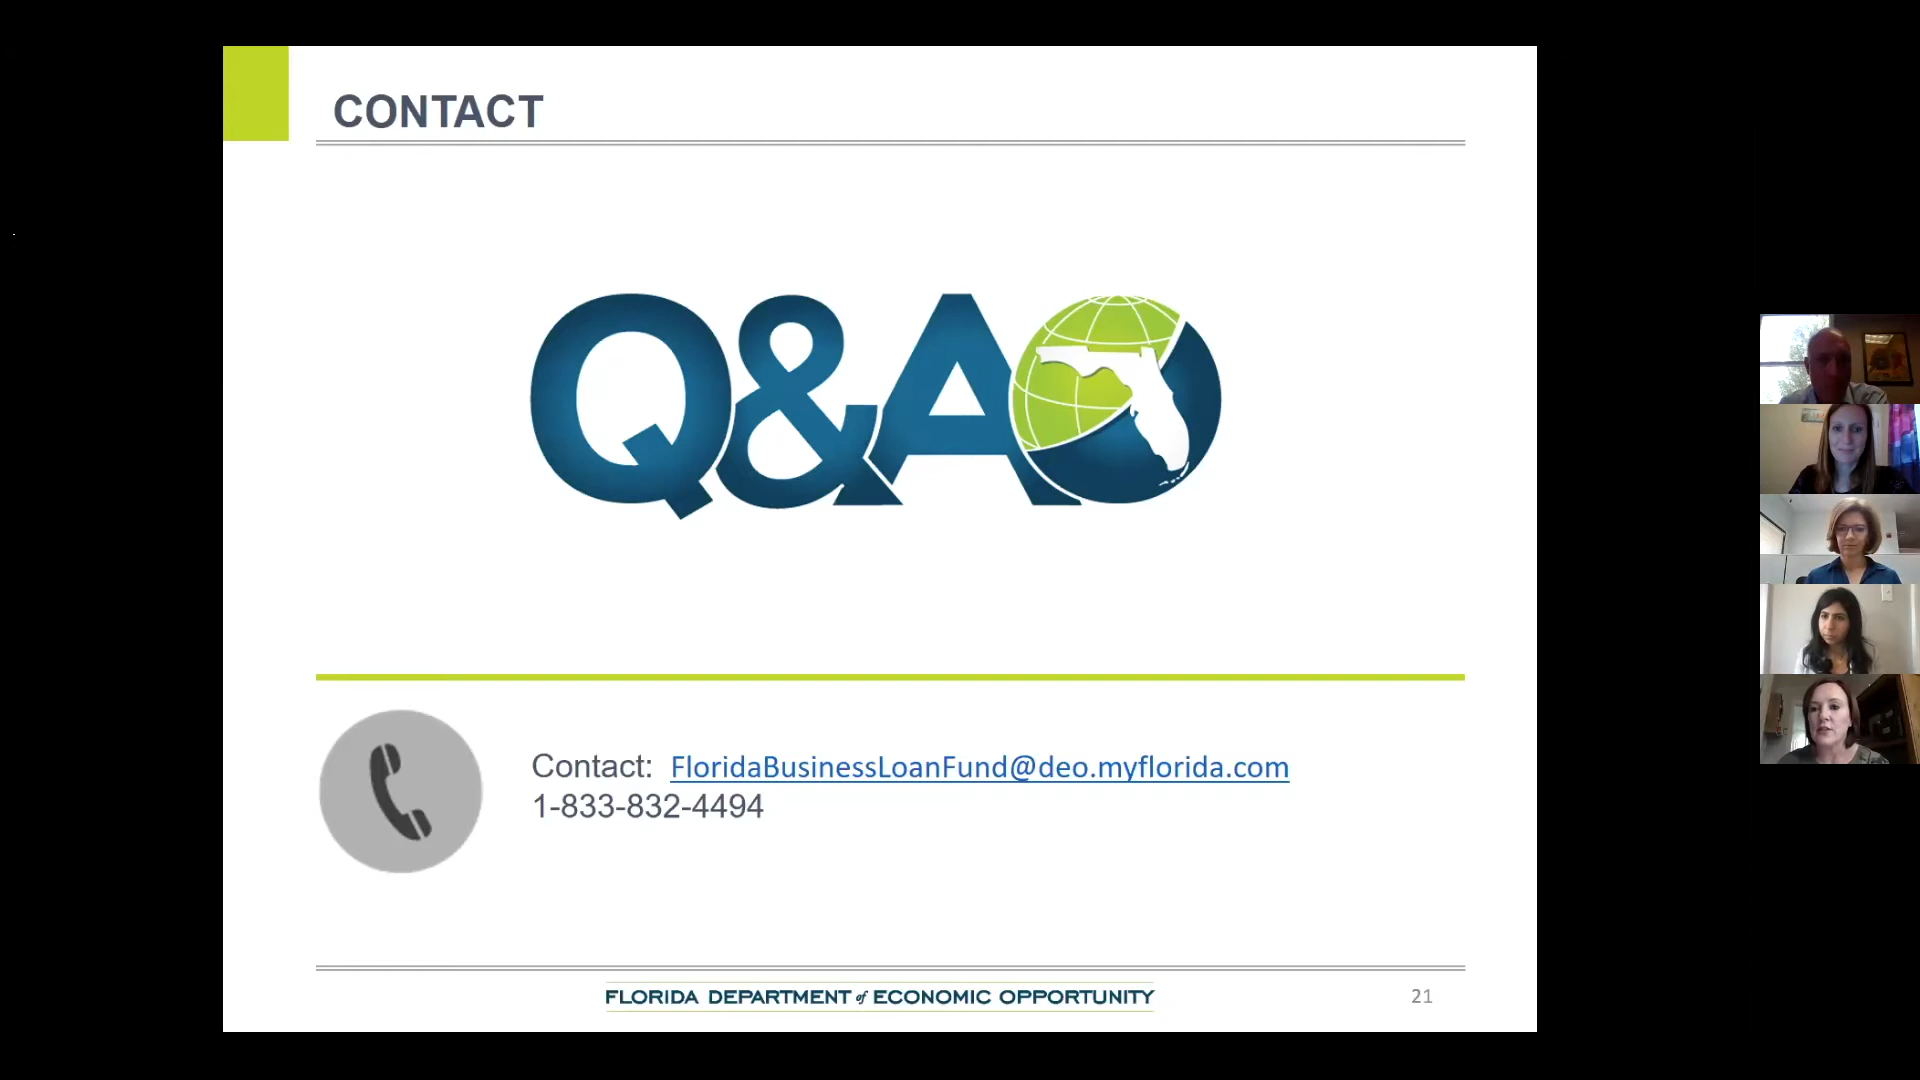 CONTACT
Q&A
Contact: FloridaBusinessLoanFund@deo.myflorida.com
1-833-832-4494
FLORIDA DEPARTMENT of ECONOMIC OPPORTUNITY
21